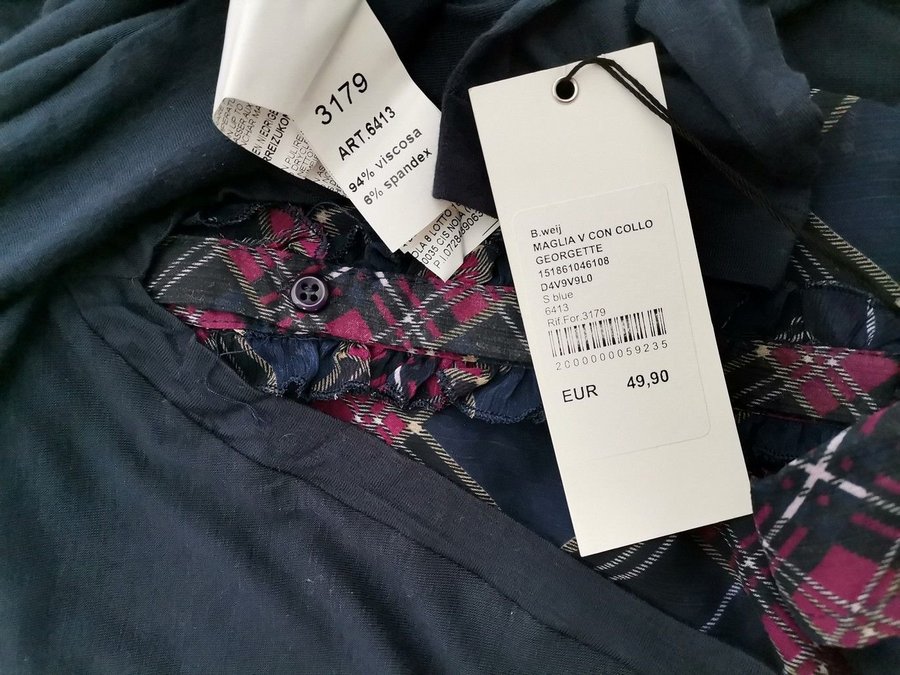 3179
ART.6413
94% viscosa
6% spandex
B.weij
MAGLIA V CON COLLO
GEORGETTE
151861046108
D4V9V9L0
S blue
6413
Rif.For.3179
2000000059235
EUR 49,90